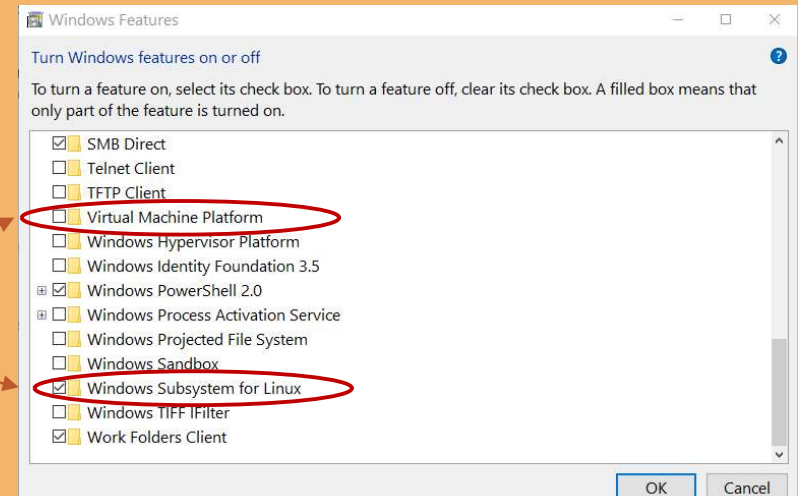 Windows Features
Turn Windows features on or off
To turn a feature on, select its check box. To turn a feature off, clear its check box. A filled box means that
only part of the feature is turned on.
SMB Direct
Telnet Client
TFTP Client
Virtual Machine Platform
Windows Hypervisor Platform
Windows Identity Foundation 3.5
Windows PowerShell 2.0
Windows Process Activation Service
Windows Projected File System
Windows Sandbox
Windows Subsystem for Linux
Windows TIFF IFilter
Work Folders Client
OK Cancel